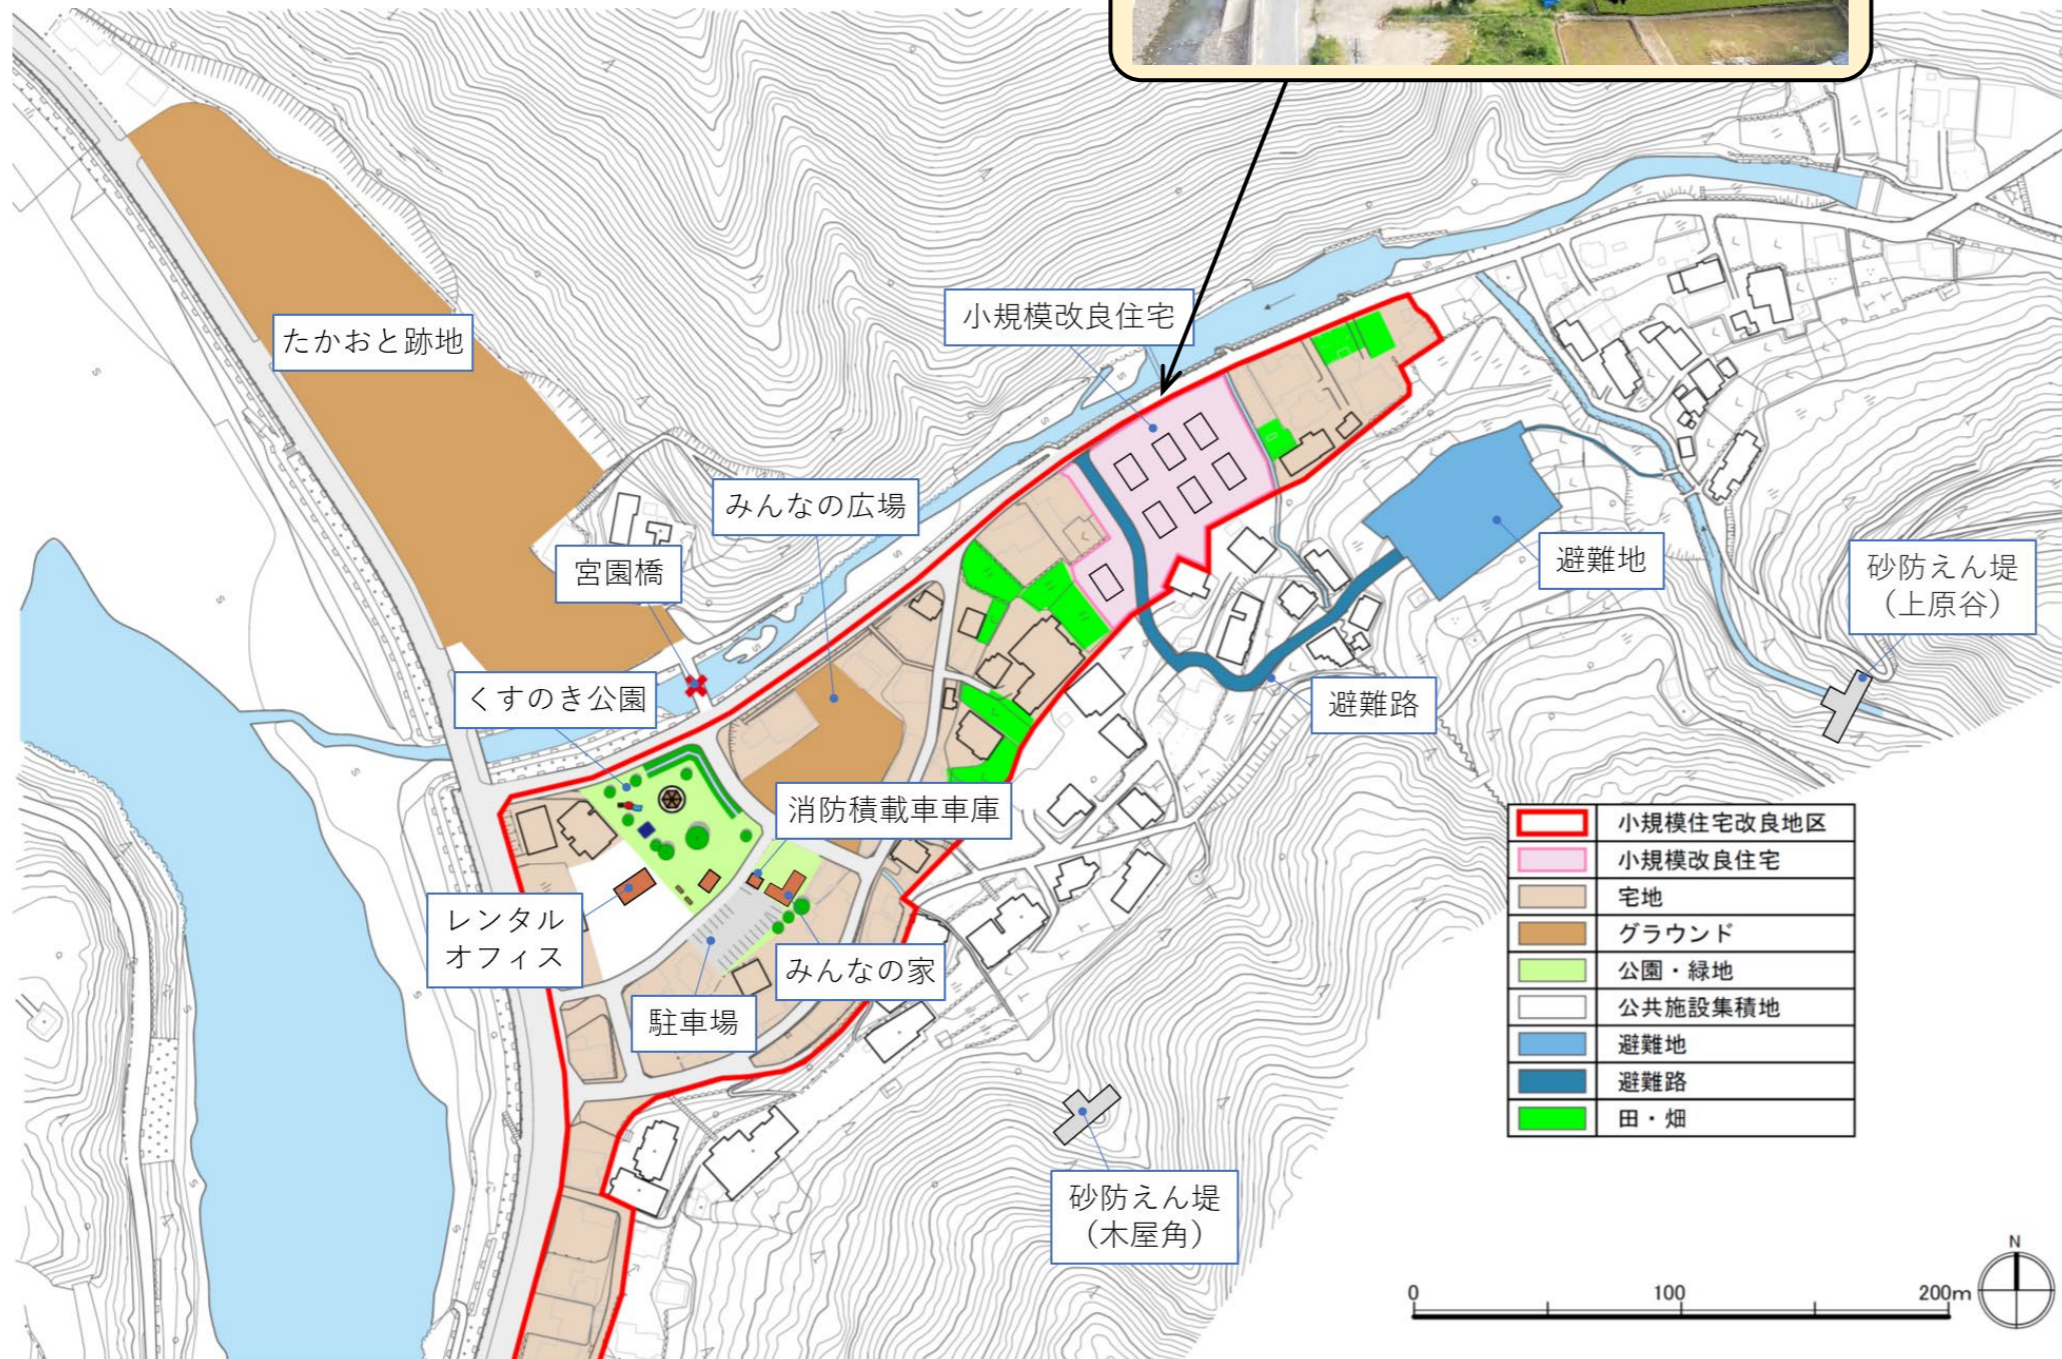 小規模改良住宅
たかおと跡地
みんなの広場
宮園橋
避難地
砂防えん堤
(上原谷)
くすのき公園
避難路
消防積載車車庫
レンタル
オフィス
みんなの家
駐車場
砂防えん堤
(木屋角)
小規模住宅改良地区
小規模改良住宅
宅地
グラウンド
公園・緑地
公共施設集積地
避難地
避難路
田・畑
0 100 200m
N